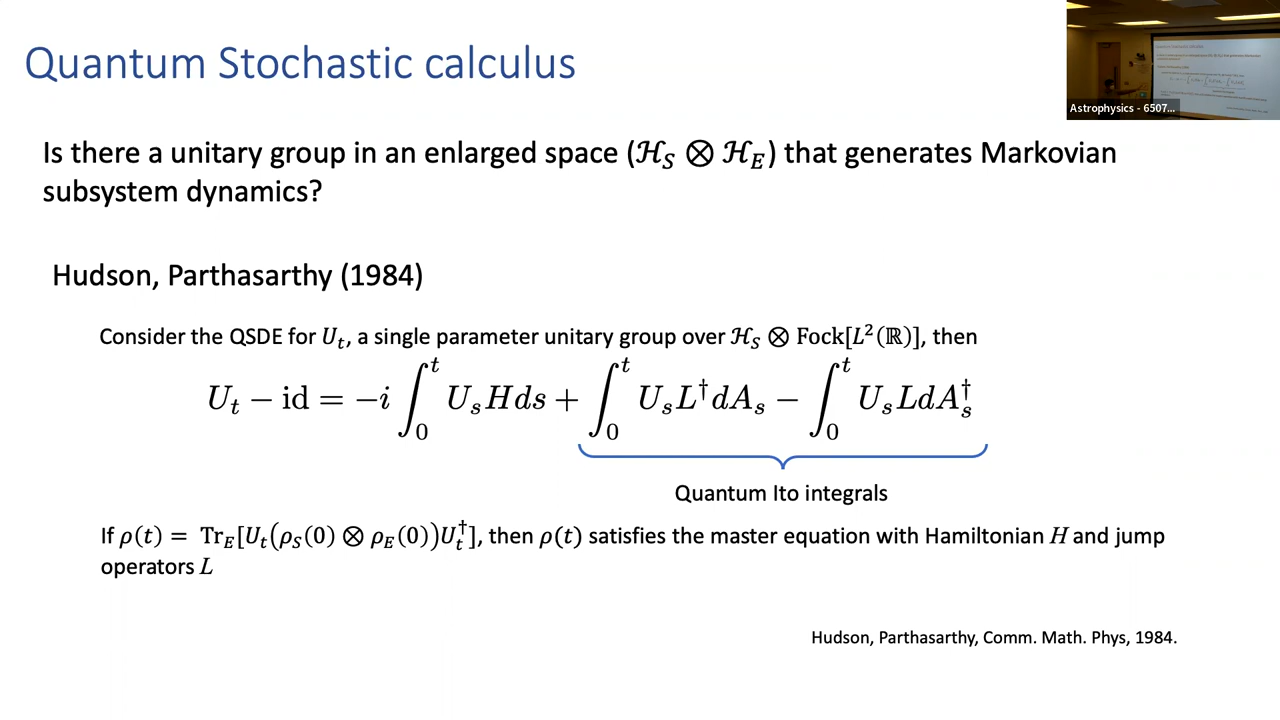 Quantum Stochastic calculus
Astrophysics - 6507...
Is there a unitary group in an enlarged space (ℋ_S ⊗ ℋ_E) that generates Markovian
subsystem dynamics?
Hudson, Parthasarthy (1984)
Consider the QSDE for U_t, a single parameter unitary group over ℋ_S ⊗ Fock[L²(ℝ)], then
U_t − id = −i ∫_0^t U_s H ds + ∫_0^t U_s L^† dA_s − ∫_0^t U_s L dA_s^†
Quantum Ito integrals
If ρ(t) = Tr_E[U_t(ρ_S(0) ⊗ ρ_E(0))U_t^†], then ρ(t) satisfies the master equation with Hamiltonian H and jump
operators L
Hudson, Parthasarthy, Comm. Math. Phys, 1984.